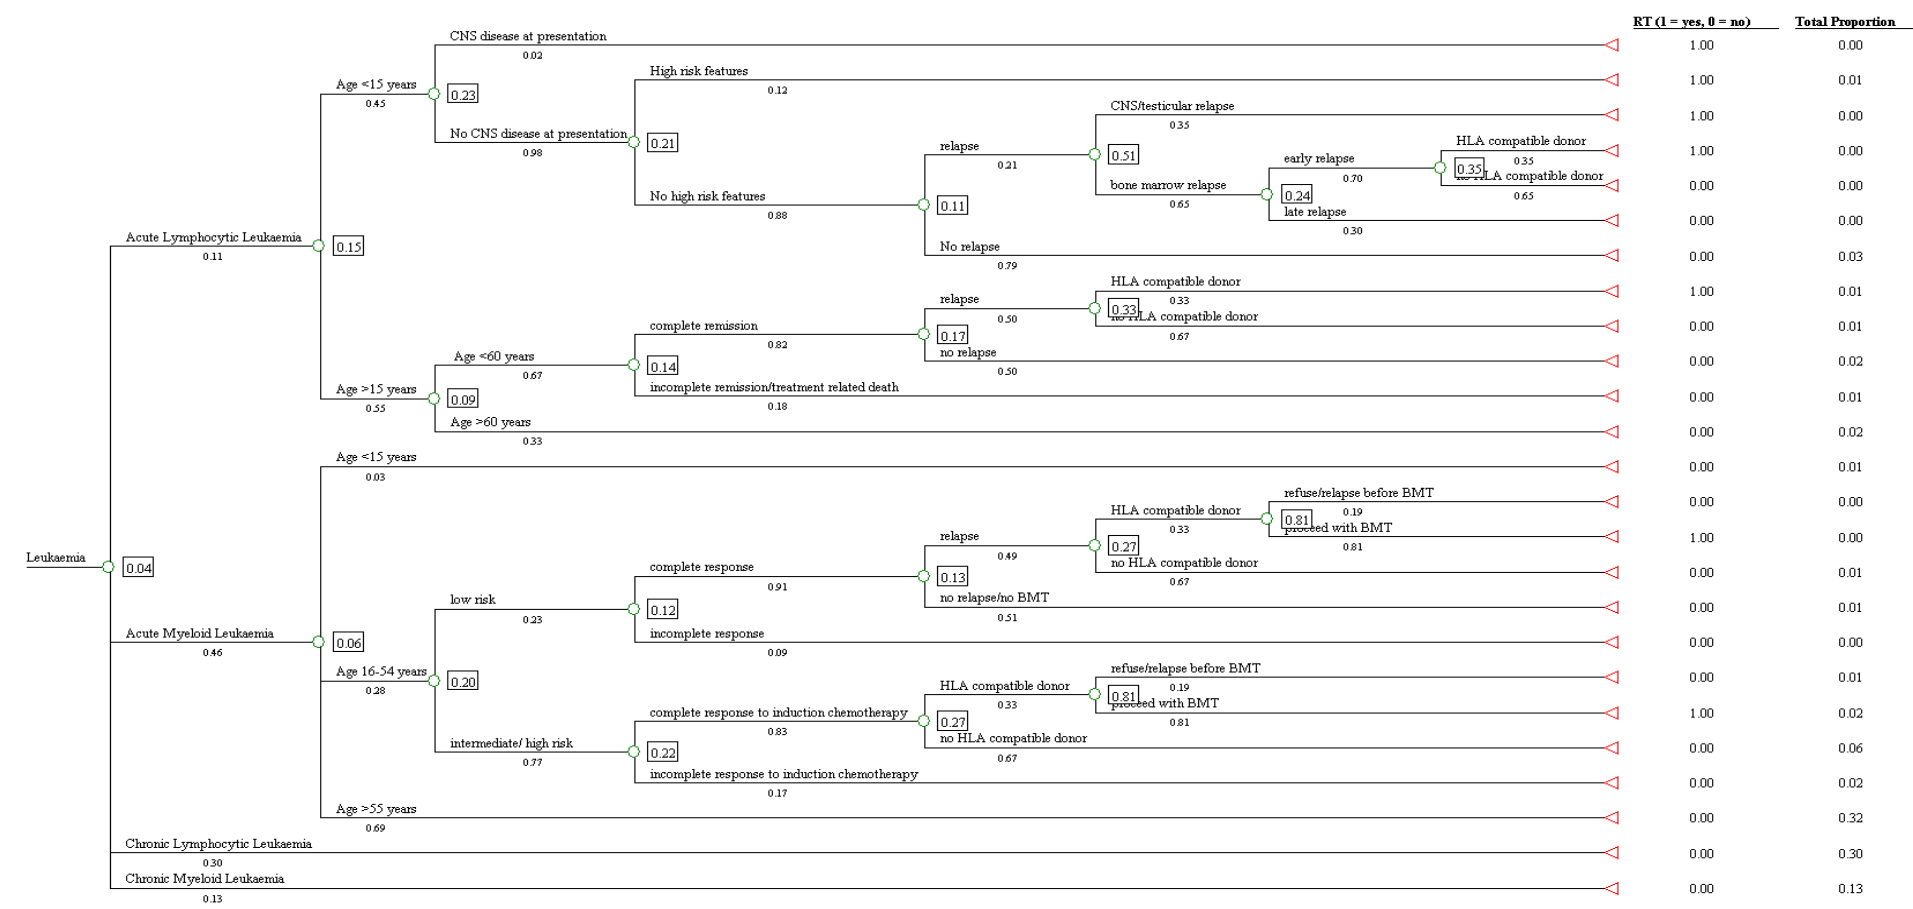 RT (1 = yes, 0 = no) Total Proportion
CNS disease at presentation 1.00 0.00
0.02
High risk features 1.00 0.01
0.12
Age <15 years 0.23
0.45
CNS/testicular relapse 1.00 0.00
0.35
No CNS disease at presentation 0.21
0.98
HLA compatible donor 1.00 0.00
0.35
relapse 0.51
0.21
early relapse 0.35
0.70
HLA compatible donor 0.00 0.00
0.65
bone marrow relapse 0.24
0.65
No high risk features 0.11
0.88
late relapse 0.00 0.00
0.30
Acute Lymphocytic Leukaemia 0.15
0.11
No relapse 0.00 0.03
0.79
HLA compatible donor 1.00 0.01
0.33
relapse 0.33
0.50
HLA compatible donor 0.00 0.01
0.67
complete remission 0.17
0.82
no relapse 0.00 0.02
0.50
Age <60 years 0.14
0.67
incomplete remission/treatment related death 0.00 0.01
0.18
Age >15 years 0.09
0.55
Age >60 years 0.00 0.02
0.33
Age <15 years 0.00 0.01
0.03
refuse/relapse before BMT 0.00 0.00
0.19
HLA compatible donor 0.81
0.33
proceed with BMT 1.00 0.00
0.81
relapse 0.27
0.49
Leukaemia 0.04
no HLA compatible donor 0.00 0.01
0.67
complete response 0.13
0.91
no relapse/no BMT 0.00 0.01
0.51
low risk 0.12
0.23
Acute Myeloid Leukaemia 0.06
0.46
incomplete response 0.00 0.00
0.09
refuse/relapse before BMT 0.00 0.01
0.19
Age 16-54 years 0.20
0.28
HLA compatible donor 0.81
0.33
proceed with BMT 1.00 0.02
0.81
complete response to induction chemotherapy 0.27
0.83
no HLA compatible donor 0.00 0.06
0.67
intermediate/ high risk 0.22
0.77
incomplete response to induction chemotherapy 0.00 0.02
0.17
Age >55 years 0.00 0.32
0.69
Chronic Lymphocytic Leukaemia 0.00 0.30
0.30
Chronic Myeloid Leukaemia 0.00 0.13
0.13